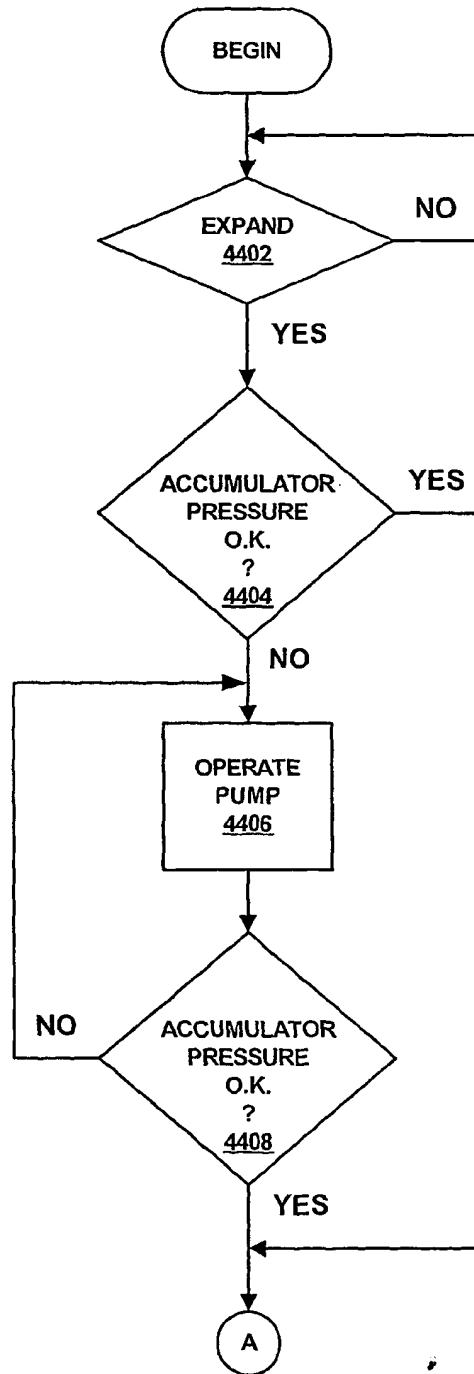 BEGIN
NO
EXPAND
4402
YES
ACCUMULATOR
PRESSURE
O.K.
?
4404
YES
NO
OPERATE
PUMP
4406
NO
ACCUMULATOR
PRESSURE
O.K.
?
4408
YES
A